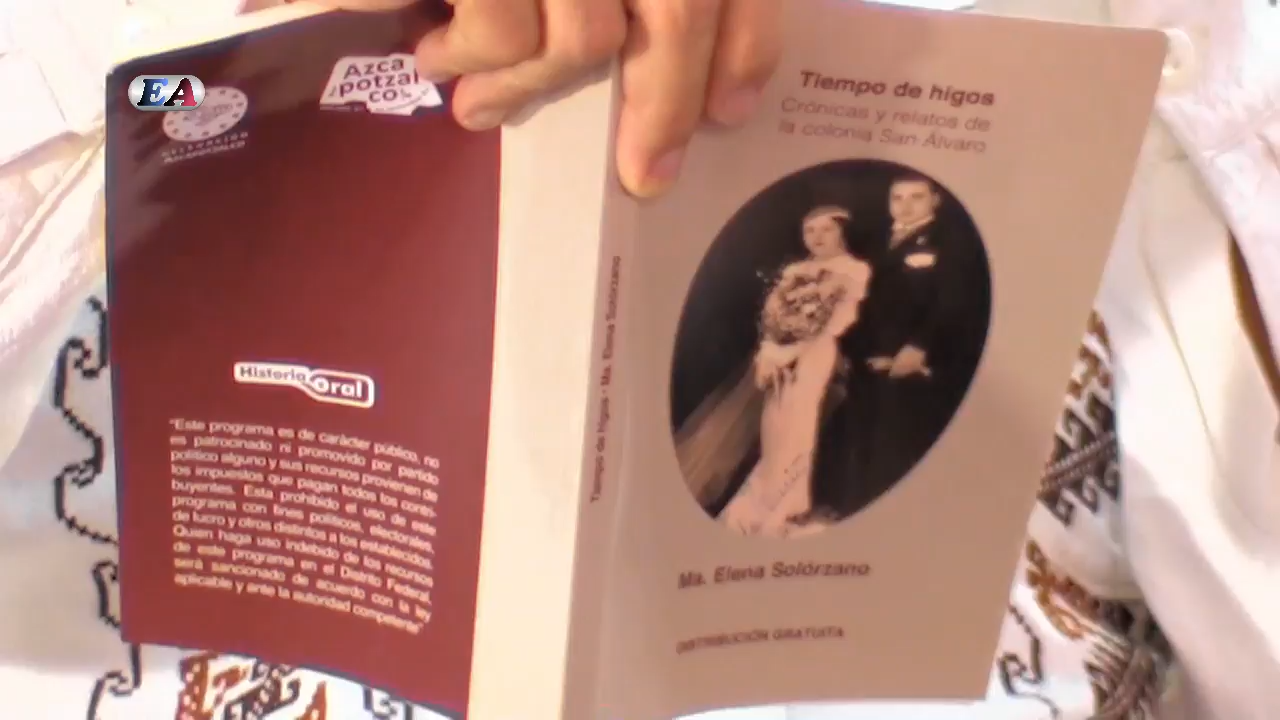 EA
DELEGACIÓN
AZCAPOTZALCO
Azca
potzal
co
Historia
oral
"Este programa es de carácter público, no
es patrocinado ni promovido por partido
político alguno y sus recursos provienen de
los impuestos que pagan todos los contri-
buyentes. Esta prohibido el uso de este
programa con fines políticos, electorales,
de lucro y otros distintos a los establecidos.
Quien haga uso indebido de los recursos
de este programa en el Distrito Federal,
será sancionado de acuerdo con la ley
aplicable y ante la autoridad competente"
Tiempo de higos • Ma. Elena Solórzano
Tiempo de higos
Crónicas y relatos de
la colonia San Álvaro
Ma. Elena Solórzano
DISTRIBUCIÓN GRATUITA